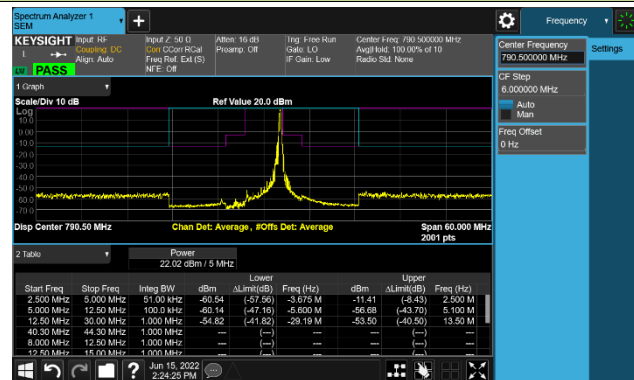 Spectrum Analyzer 1
SEM
Frequency
KEYSIGHT
Input: RF
Coupling: DC
Align: Auto
Input Z: 50 Ω
Corr CCorr RCal
Freq Ref: Ext (S)
NFE: Off
Atten: 16 dB
Preamp: Off
Trig: Free Run
Gate: LO
IF Gain: Low
Center Freq: 790.500000 MHz
Avg|Hold: 100.00% of 10
Radio Std: None
L
LW PASS
Center Frequency
790.500000 MHz
Settings
CF Step
6.000000 MHz
Auto
Man
Freq Offset
0 Hz
1 Graph
Scale/Div 10 dB
Ref Value 20.0 dBm
Log
10.0
0.00
-10.0
-20.0
-30.0
-40.0
-50.0
-60.0
-70.0
Disp Center 790.50 MHz
Chan Det: Average , #Offs Det: Average
Span 60.000 MHz
2001 pts
2 Table
Power
22.02 dBm / 5 MHz
Lower Upper
Start Freq Stop Freq Integ BW dBm ΔLimit(dB) Freq (Hz) dBm ΔLimit(dB) Freq (Hz)
2.500 MHz 5.000 MHz 51.00 kHz -60.54 (-57.56) -3.675 M -11.41 (-8.43) 2.500 M
5.000 MHz 12.50 MHz 100.0 kHz -60.14 (-47.16) -5.600 M -56.68 (-43.70) 5.100 M
12.50 MHz 30.00 MHz 1.000 MHz -54.82 (-41.82) -29.19 M -53.50 (-40.50) 13.50 M
40.30 MHz 44.30 MHz 1.000 MHz --- (---) --- --- (---) ---
8.000 MHz 12.50 MHz 1.000 MHz --- (---) --- --- (---) ---
12.50 MHz 15.00 MHz 1.000 MHz --- (---) --- --- (---) ---
Jun 15, 2022
2:24:25 PM